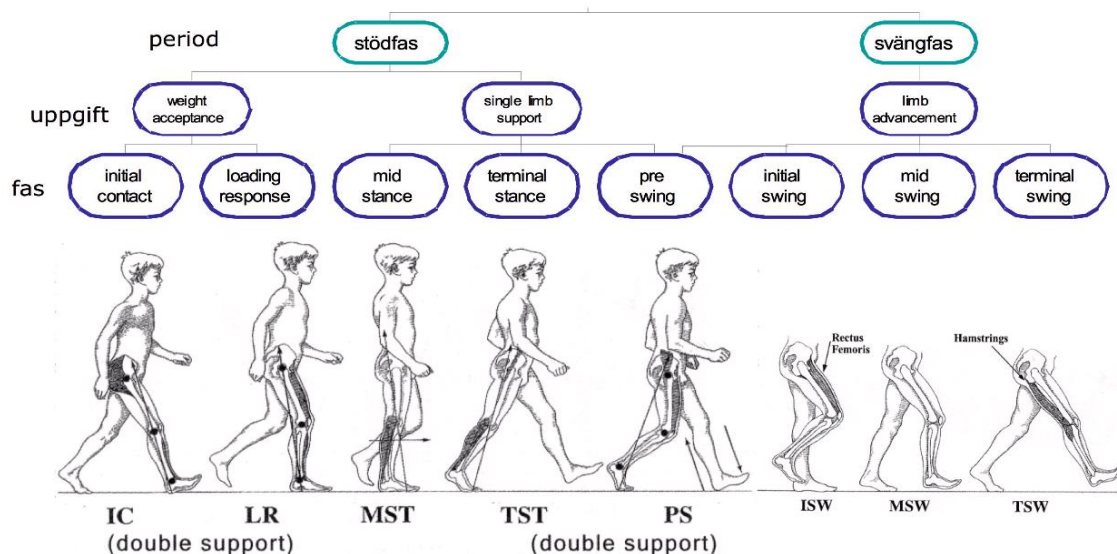 period
stödfas
svängfas
uppgift
weight
acceptance
single limb
support
limb
advancement
fas
initial
contact
loading
response
mid
stance
terminal
stance
pre
swing
initial
swing
mid
swing
terminal
swing
Rectus
Femoris
Hamstrings
IC
LR
MST
TST
PS
ISW
MSW
TSW
(double support)
(double support)